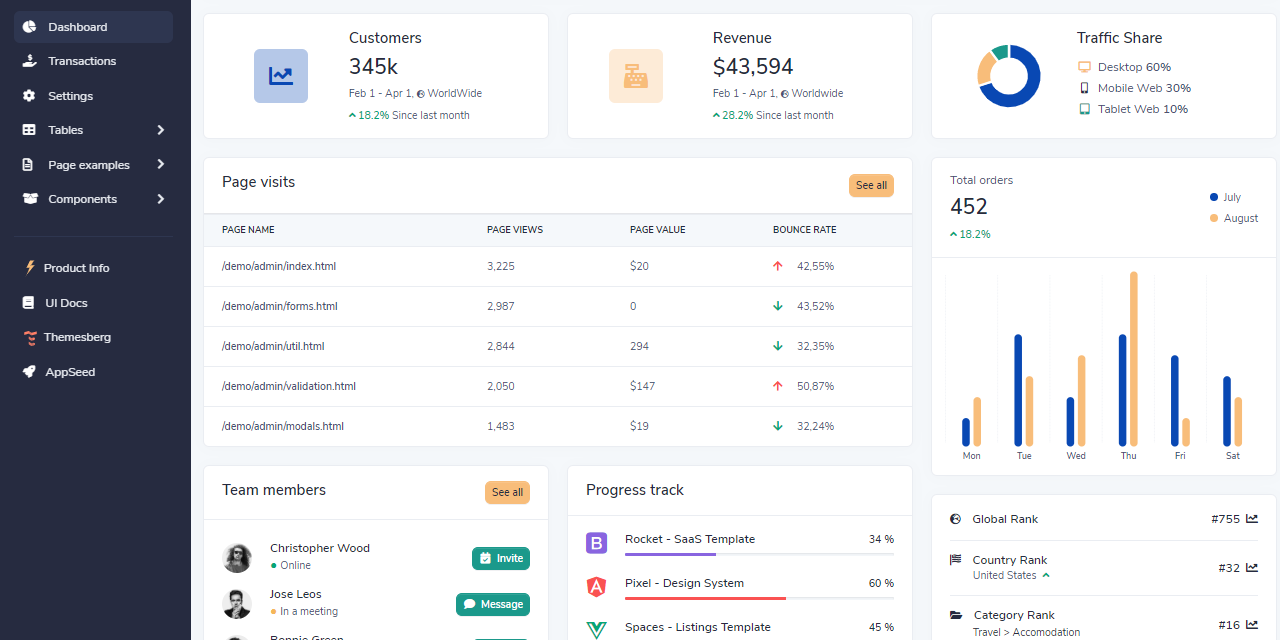 Dashboard
Transactions
Settings
Tables
Page examples
Components
Product Info
UI Docs
Themesberg
AppSeed
Customers
345k
Feb 1 - Apr 1, WorldWide
18.2% Since last month
Revenue
$43,594
Feb 1 - Apr 1, Worldwide
28.2% Since last month
Traffic Share
Desktop 60%
Mobile Web 30%
Tablet Web 10%
Page visits
See all
PAGE NAME PAGE VIEWS PAGE VALUE BOUNCE RATE
/demo/admin/index.html 3,225 $20 42,55%
/demo/admin/forms.html 2,987 0 43,52%
/demo/admin/util.html 2,844 294 32,35%
/demo/admin/validation.html 2,050 $147 50,87%
/demo/admin/modals.html 1,483 $19 32,24%
Total orders
452
18.2%
July
August
Mon Tue Wed Thu Fri Sat
Team members
See all
Christopher Wood
Online
Invite
Jose Leos
In a meeting
Message
Bonnie Green
Progress track
B
Rocket - SaaS Template 34 %
Pixel - Design System 60 %
Spaces - Listings Template 45 %
Global Rank #755
Country Rank
United States
#32
Category Rank
Travel > Accomodation
#16